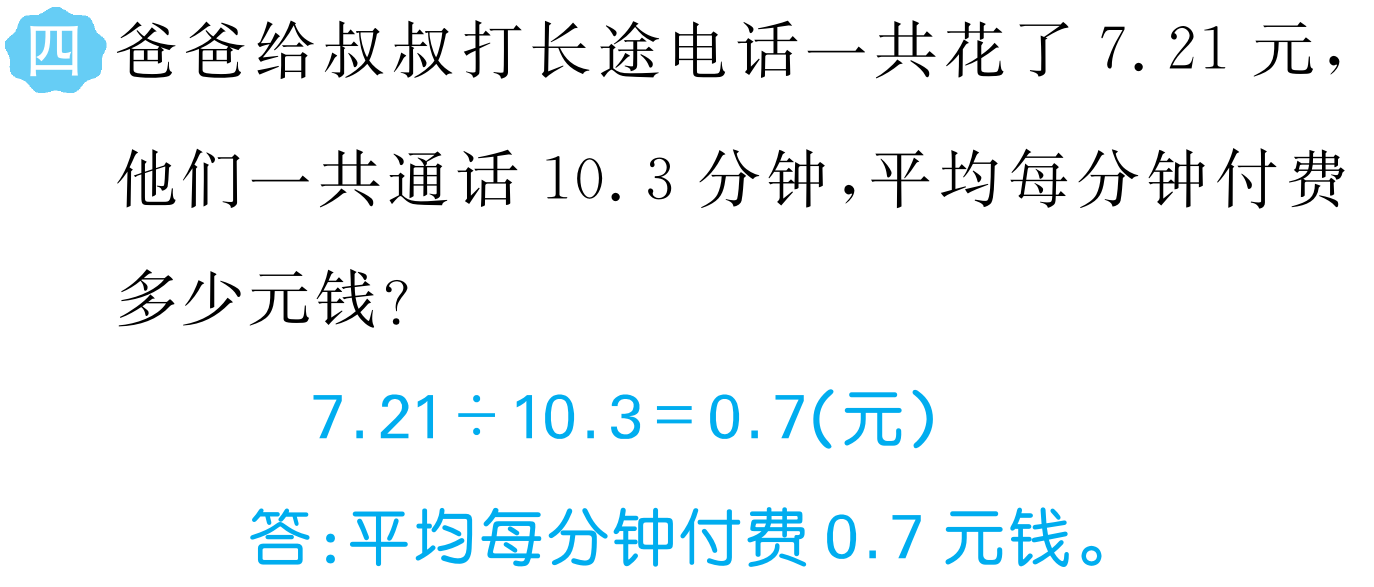 四 爸爸给叔叔打长途电话一共花了 7.21 元,
他们一共通话 10.3 分钟,平均每分钟付费
多少元钱?
7.21÷10.3=0.7(元)
答:平均每分钟付费 0.7 元钱。